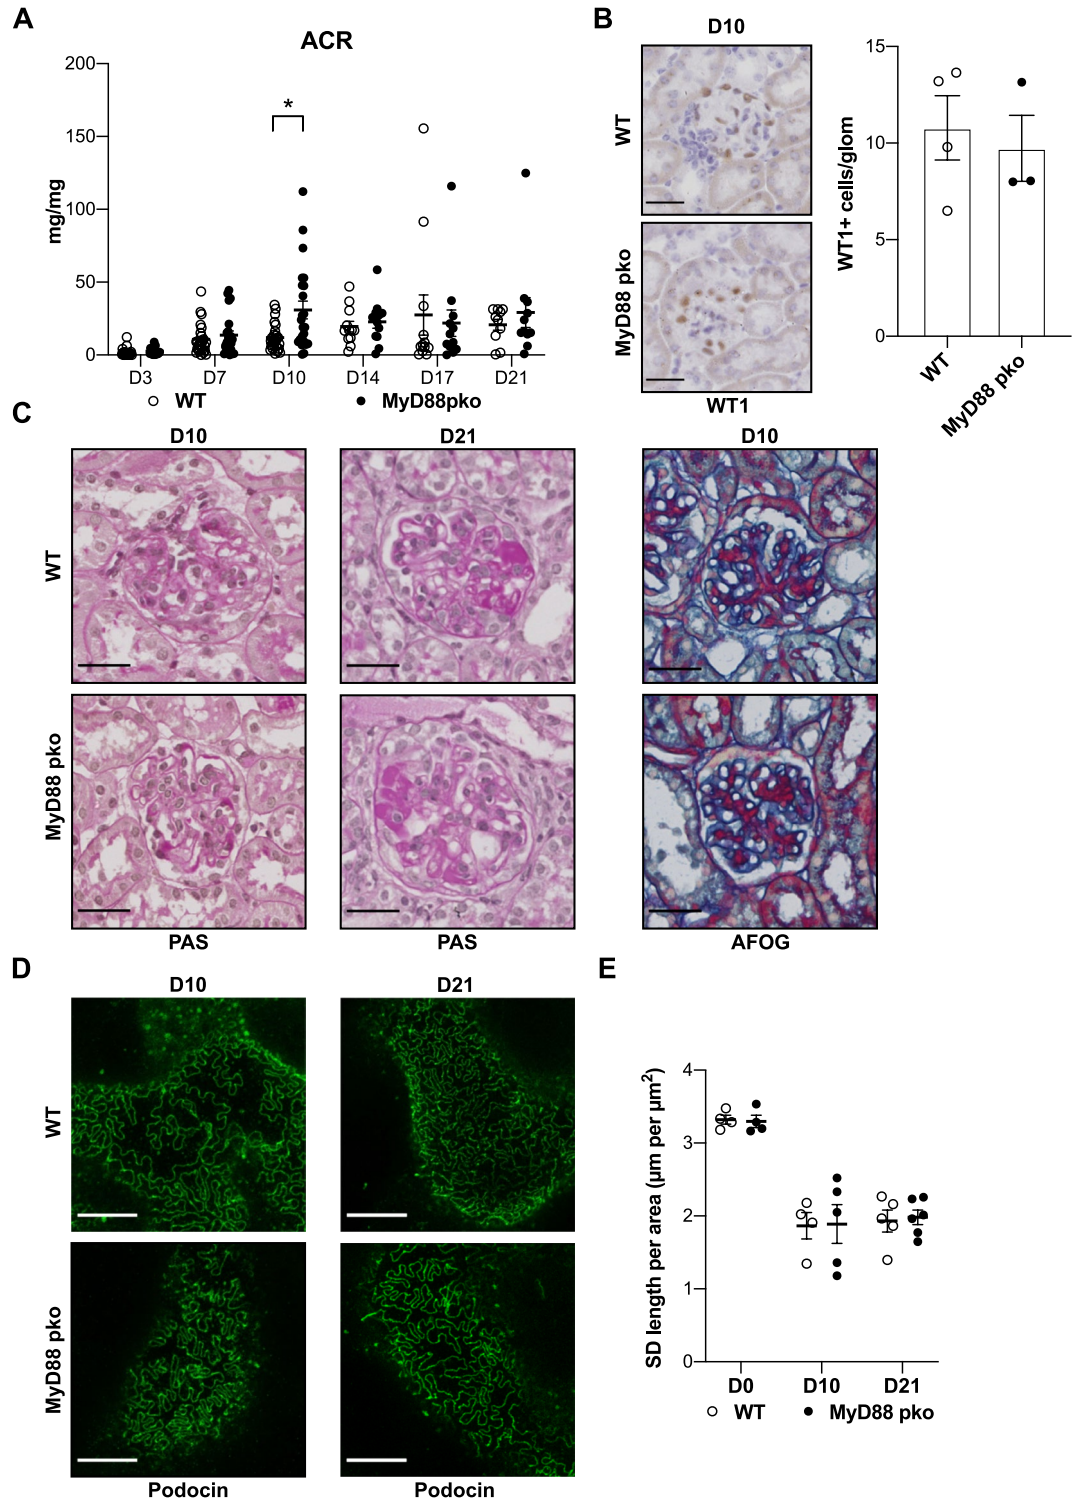 A
ACR
200
150
100
50
0
mg/mg
*
D3 D7 D10 D14 D17 D21
WT MyD88pko
B
D10
WT
MyD88 pko
WT1
15
10
5
0
WT1+ cells/glom
WT
MyD88 pko
C
D10 D21 D10
WT
MyD88 pko
PAS PAS AFOG
D
D10 D21
WT
MyD88 pko
Podocin Podocin
E
4
3
2
1
0
SD length per area (µm per µm²)
D0 D10 D21
WT MyD88 pko